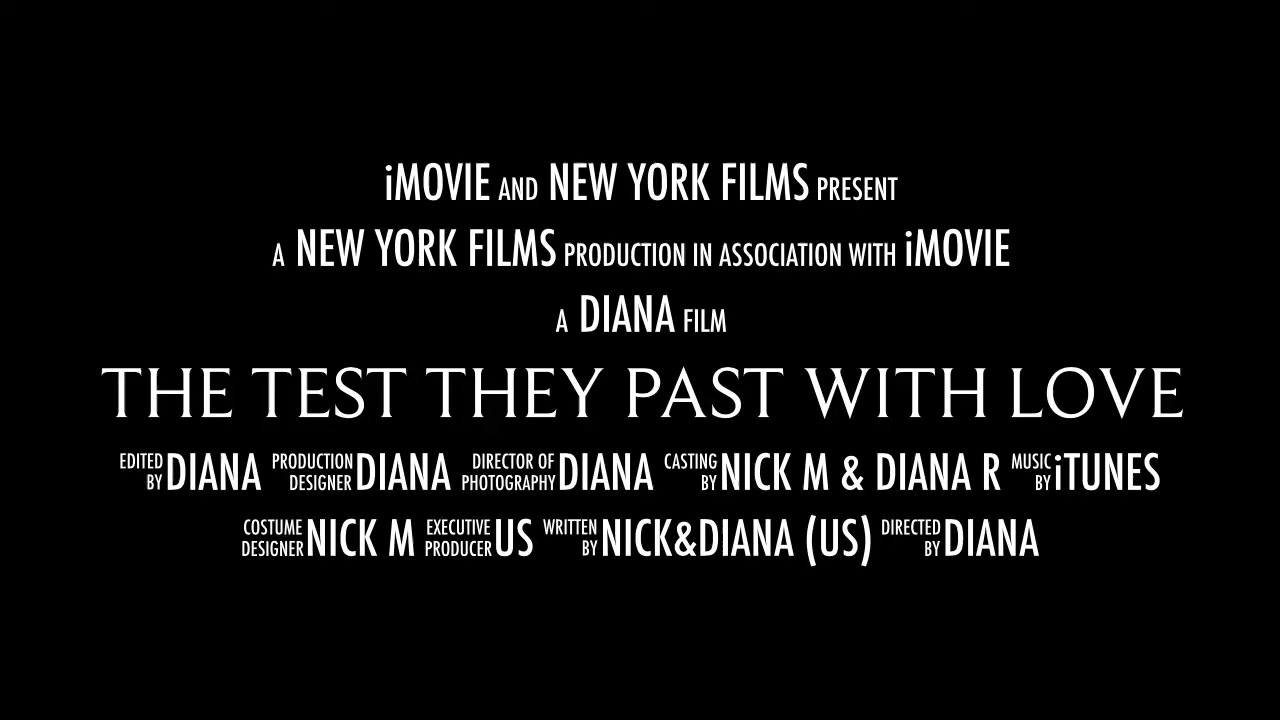 iMOVIE AND NEW YORK FILMS PRESENT
A NEW YORK FILMS PRODUCTION IN ASSOCIATION WITH iMOVIE
A DIANA FILM
THE TEST THEY PAST WITH LOVE
EDITED BY DIANA PRODUCTION DESIGNER DIANA DIRECTOR OF PHOTOGRAPHY DIANA CASTING BY NICK M & DIANA R MUSIC BY iTUNES
COSTUME DESIGNER NICK M EXECUTIVE PRODUCER US WRITTEN BY NICK&DIANA (US) DIRECTED BY DIANA